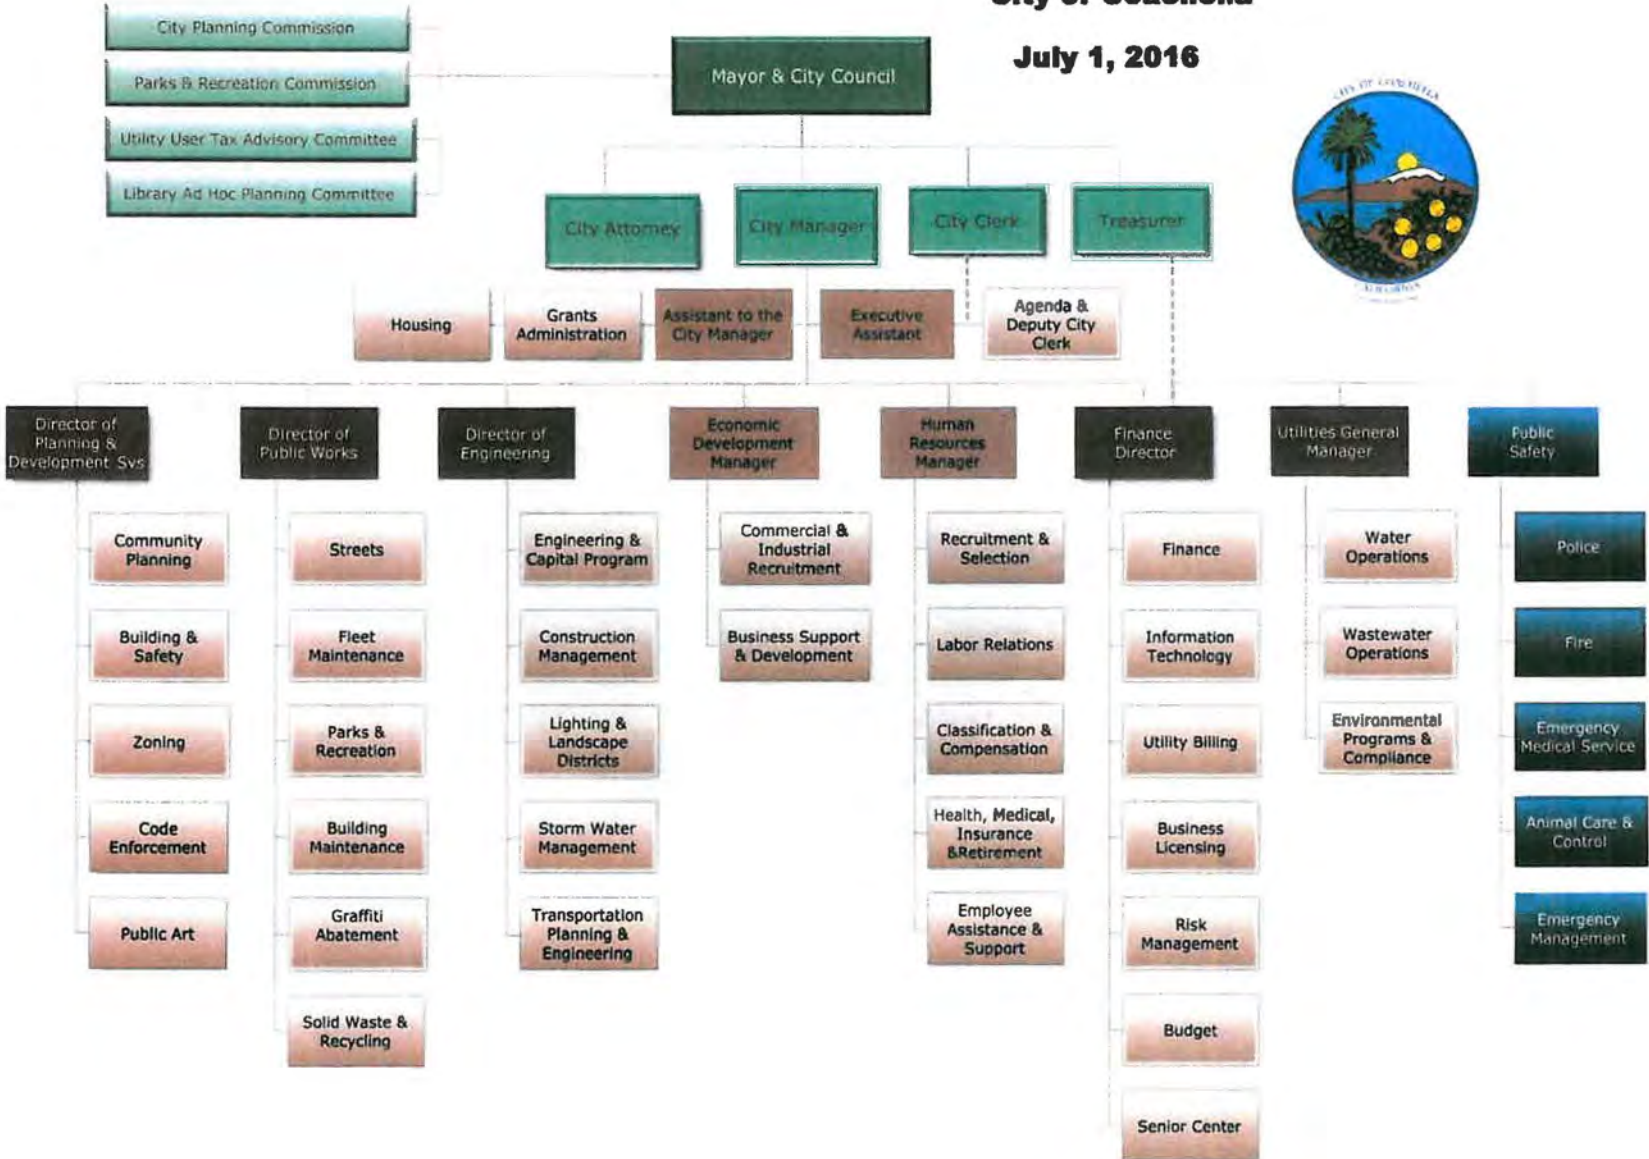 July 1, 2016
City Planning Commission
Parks & Recreation Commission
Utility User Tax Advisory Committee
Library Ad Hoc Planning Committee
Mayor & City Council
CITY OF COACHELLA
CALIFORNIA
City Attorney
City Manager
City Clerk
Treasurer
Housing
Grants
Administration
Assistant to the
City Manager
Executive
Assistant
Agenda &
Deputy City
Clerk
Director of
Planning &
Development Svs
Community
Planning
Building &
Safety
Zoning
Code
Enforcement
Public Art
Director of
Public Works
Streets
Fleet
Maintenance
Parks &
Recreation
Building
Maintenance
Graffiti
Abatement
Solid Waste &
Recycling
Director of
Engineering
Engineering &
Capital Program
Construction
Management
Lighting &
Landscape
Districts
Storm Water
Management
Transportation
Planning &
Engineering
Economic
Development
Manager
Commercial &
Industrial
Recruitment
Business Support
& Development
Human
Resources
Manager
Recruitment &
Selection
Labor Relations
Classification &
Compensation
Health, Medical,
Insurance
&Retirement
Employee
Assistance &
Support
Finance
Director
Finance
Information
Technology
Utility Billing
Business
Licensing
Risk
Management
Budget
Senior Center
Utilities General
Manager
Water
Operations
Wastewater
Operations
Environmental
Programs &
Compliance
Public
Safety
Police
Fire
Emergency
Medical Service
Animal Care &
Control
Emergency
Management